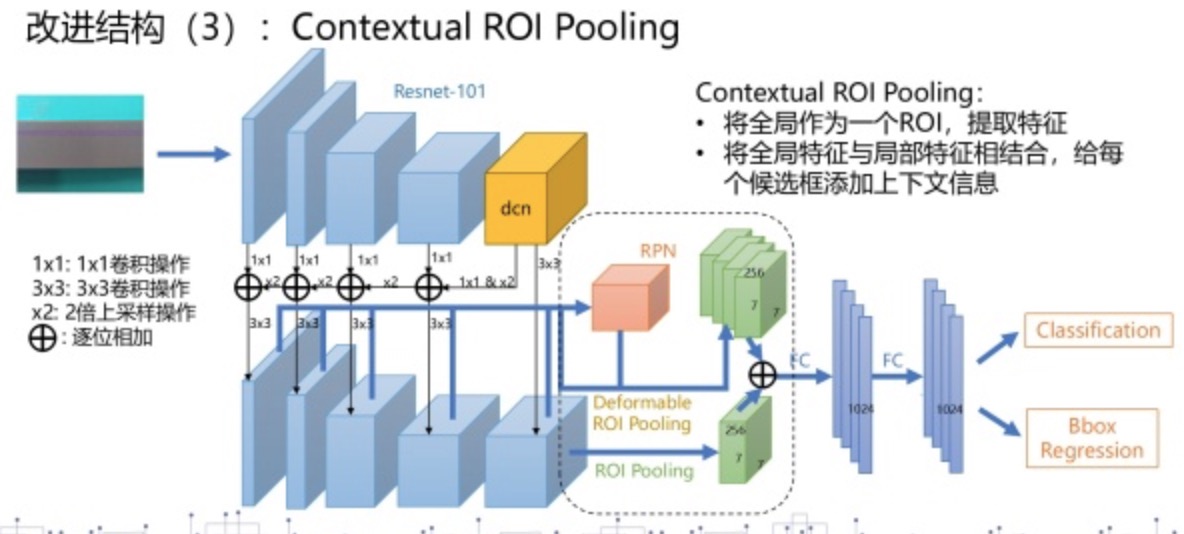 改进结构（3）：Contextual ROI Pooling
Resnet-101
Contextual ROI Pooling：
• 将全局作为一个ROI，提取特征
• 将全局特征与局部特征相结合，给每
个候选框添加上下文信息
dcn
1x1: 1x1卷积操作
3x3: 3x3卷积操作
x2: 2倍上采样操作
⊕: 逐位相加
1x1
1x1
1x1
1x1
3x3
x2
x2
x2
1x1 & x2
3x3
3x3
3x3
3x3
RPN
256
7
7
FC
FC
1024
1024
Classification
Bbox
Regression
Deformable
ROI Pooling
ROI Pooling
256
7
7